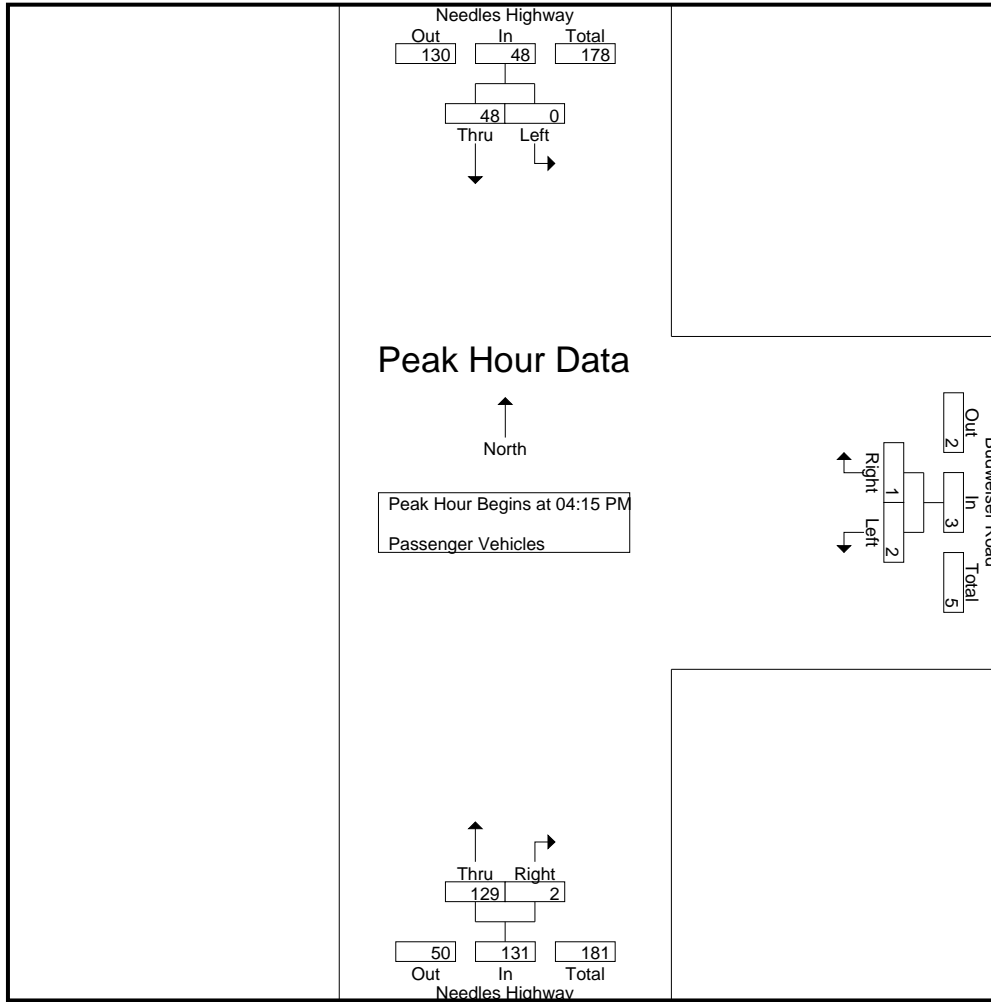 Needles Highway
Out In Total
130 48 178
48 0
Thru Left
Peak Hour Data
North
Peak Hour Begins at 04:15 PM
Passenger Vehicles
Budweiser Road
Out In Total
2 3 5
Right Left
1 2
Thru Right
129 2
50 131 181
Out In Total
Needles Highway